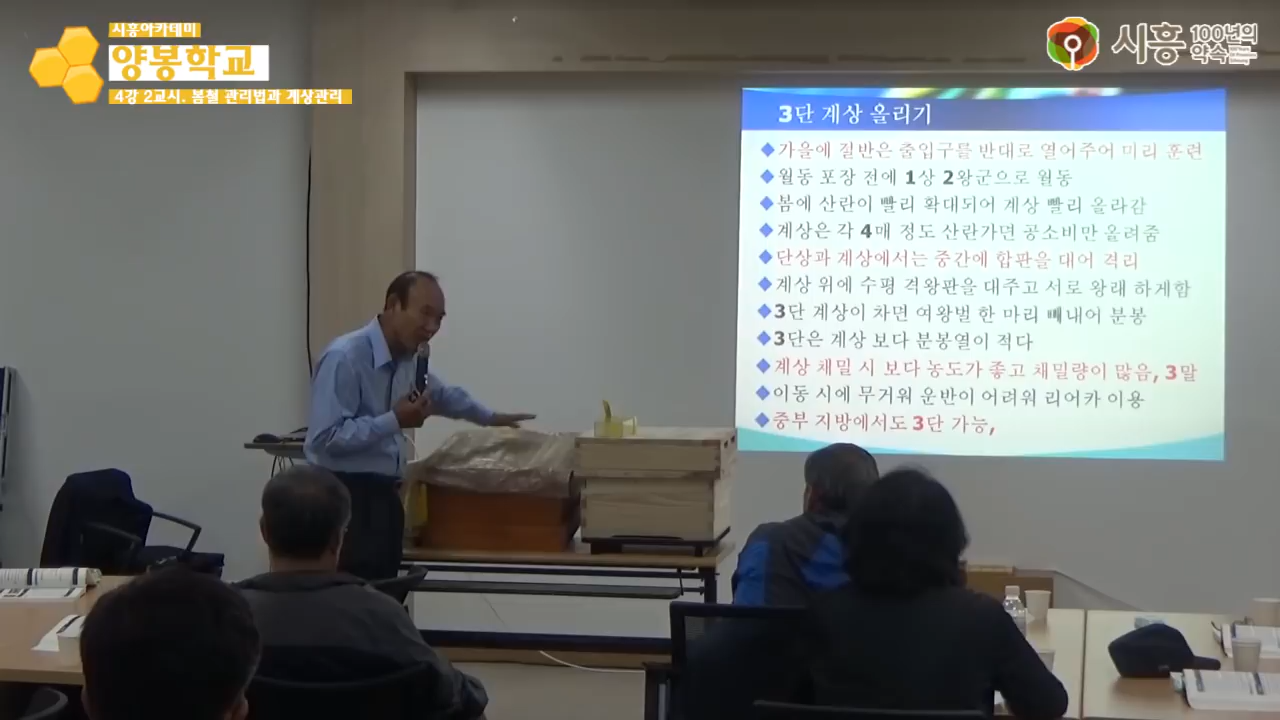 시흥아카데미
양봉학교
4강 2교시. 봄철 관리법과 계상관리
시흥 100년의
약속
3단 계상 올리기
◆가을에 절반은 출입구를 반대로 열어주어 미리 훈련
◆월동 포장 전에 1상 2왕군으로 월동
◆봄에 산란이 빨리 확대되어 계상 빨리 올라감
◆계상은 각 4매 정도 산란가면 공소비만 올려줌
◆단상과 계상에서는 중간에 합판을 대어 격리
◆계상 위에 수평 격왕판을 대주고 서로 왕래 하게함
◆3단 계상이 차면 여왕벌 한 마리 빼내어 분봉
◆3단은 계상 보다 분봉열이 적다
◆계상 채밀 시 보다 농도가 좋고 채밀량이 많음, 3말
◆이동 시에 무거워 운반이 어려워 리어카 이용
◆중부 지방에서도 3단 가능,